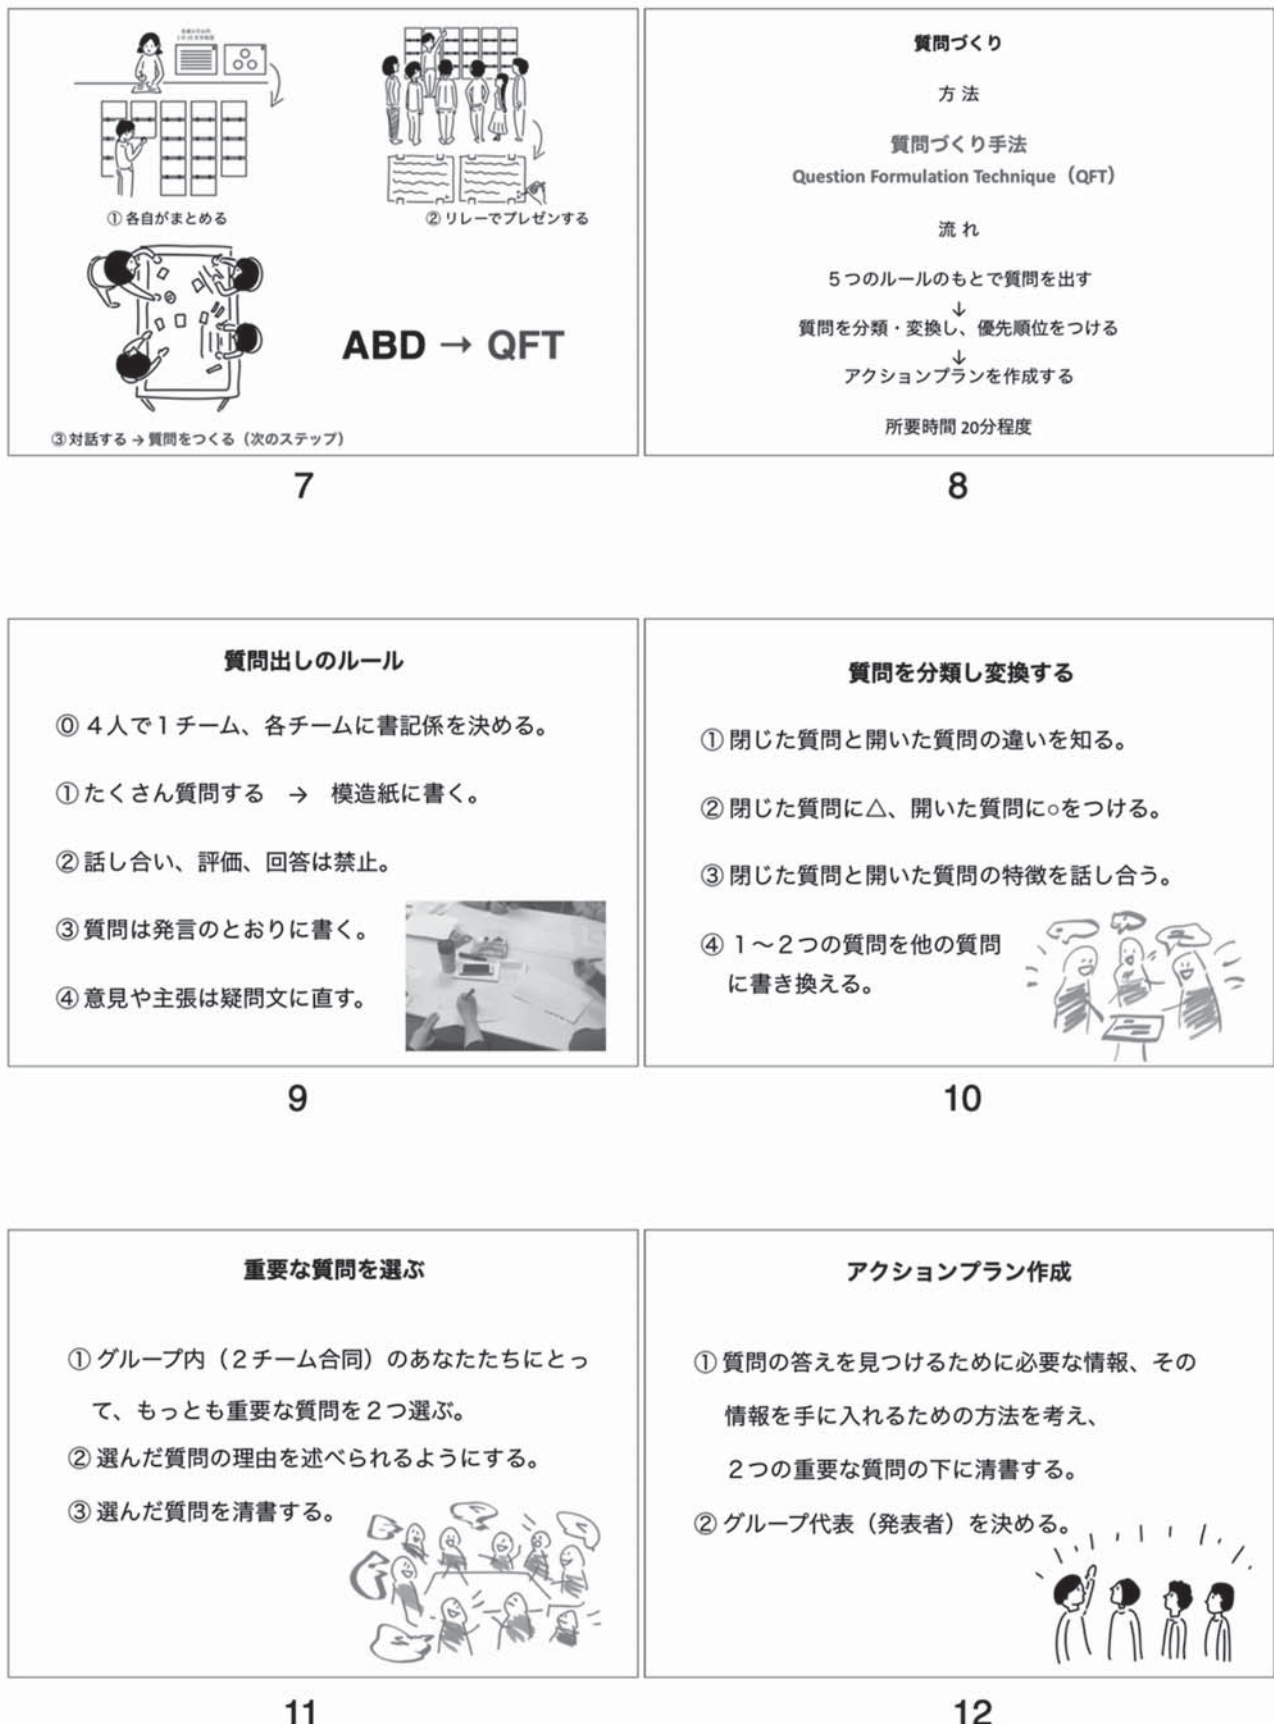 ① 各自がまとめる
② リレーでプレゼンする
ABD → QFT
③ 対話する → 質問をつくる（次のステップ）
7
質問づくり
方 法
質問づくり手法
Question Formulation Technique（QFT）
流 れ
５つのルールのもとで質問を出す
↓
質問を分類・変換し、優先順位をつける
↓
アクションプランを作成する
所要時間 20分程度
8
質問出しのルール
⓪ ４人で１チーム、各チームに書記係を決める。
① たくさん質問する → 模造紙に書く。
② 話し合い、評価、回答は禁止。
③ 質問は発言のとおりに書く。
④ 意見や主張は疑問文に直す。
9
質問を分類し変換する
① 閉じた質問と開いた質問の違いを知る。
② 閉じた質問に△、開いた質問に○をつける。
③ 閉じた質問と開いた質問の特徴を話し合う。
④ １〜２つの質問を他の質問
に書き換える。
10
重要な質問を選ぶ
① グループ内（２チーム合同）のあなたたちにとっ
て、もっとも重要な質問を２つ選ぶ。
② 選んだ質問の理由を述べられるようにする。
③ 選んだ質問を清書する。
11
アクションプラン作成
① 質問の答えを見つけるために必要な情報、その
情報を手に入れるための方法を考え、
２つの重要な質問の下に清書する。
② グループ代表（発表者）を決める。
12